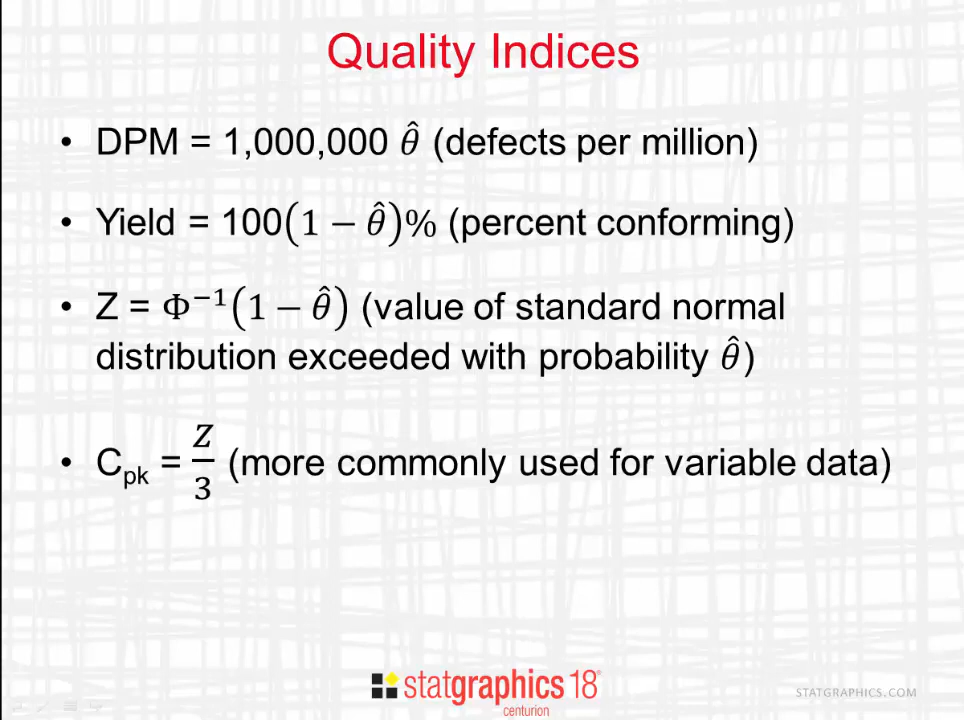 Quality Indices
• DPM = 1,000,000 θ̂ (defects per million)
• Yield = 100(1 − θ̂)% (percent conforming)
• Z = Φ⁻¹(1 − θ̂) (value of standard normal
distribution exceeded with probability θ̂)
• Cpk = Z/3 (more commonly used for variable data)
statgraphics 18®
centurion
STATGRAPHICS.COM